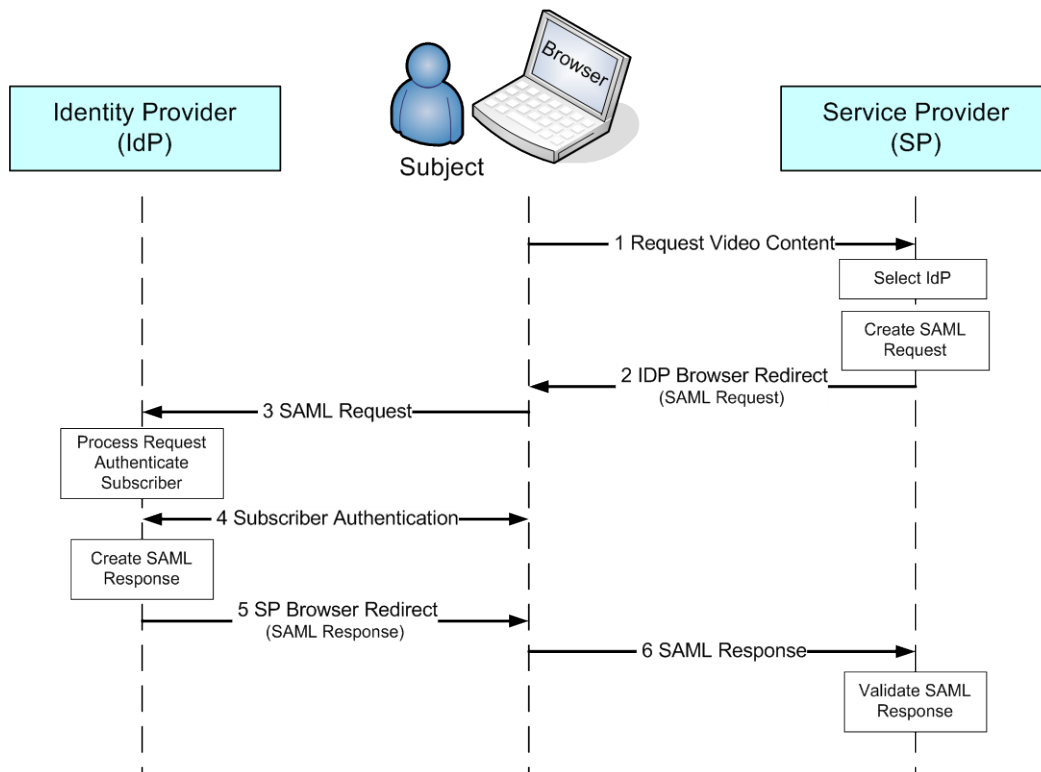 Browser
Identity Provider
(IdP)
Subject
Service Provider
(SP)
1 Request Video Content
Select IdP
Create SAML
Request
2 IDP Browser Redirect
(SAML Request)
3 SAML Request
Process Request
Authenticate
Subscriber
4 Subscriber Authentication
Create SAML
Response
5 SP Browser Redirect
(SAML Response)
6 SAML Response
Validate SAML
Response